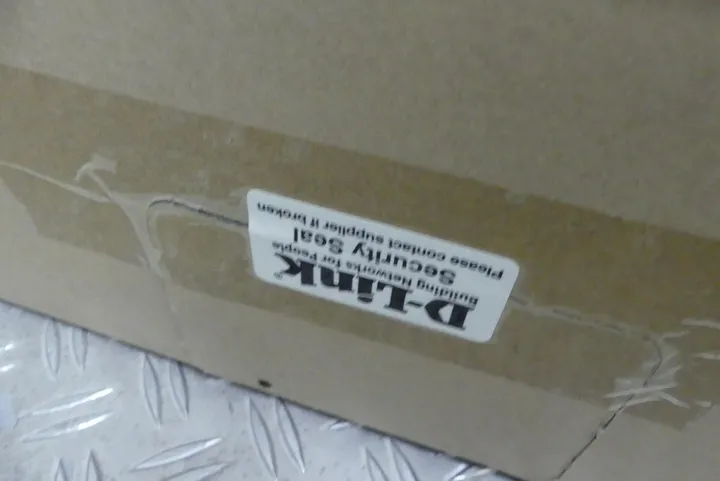 D-Link®
Building Networks for People
Security Seal
Please contact supplier if broken